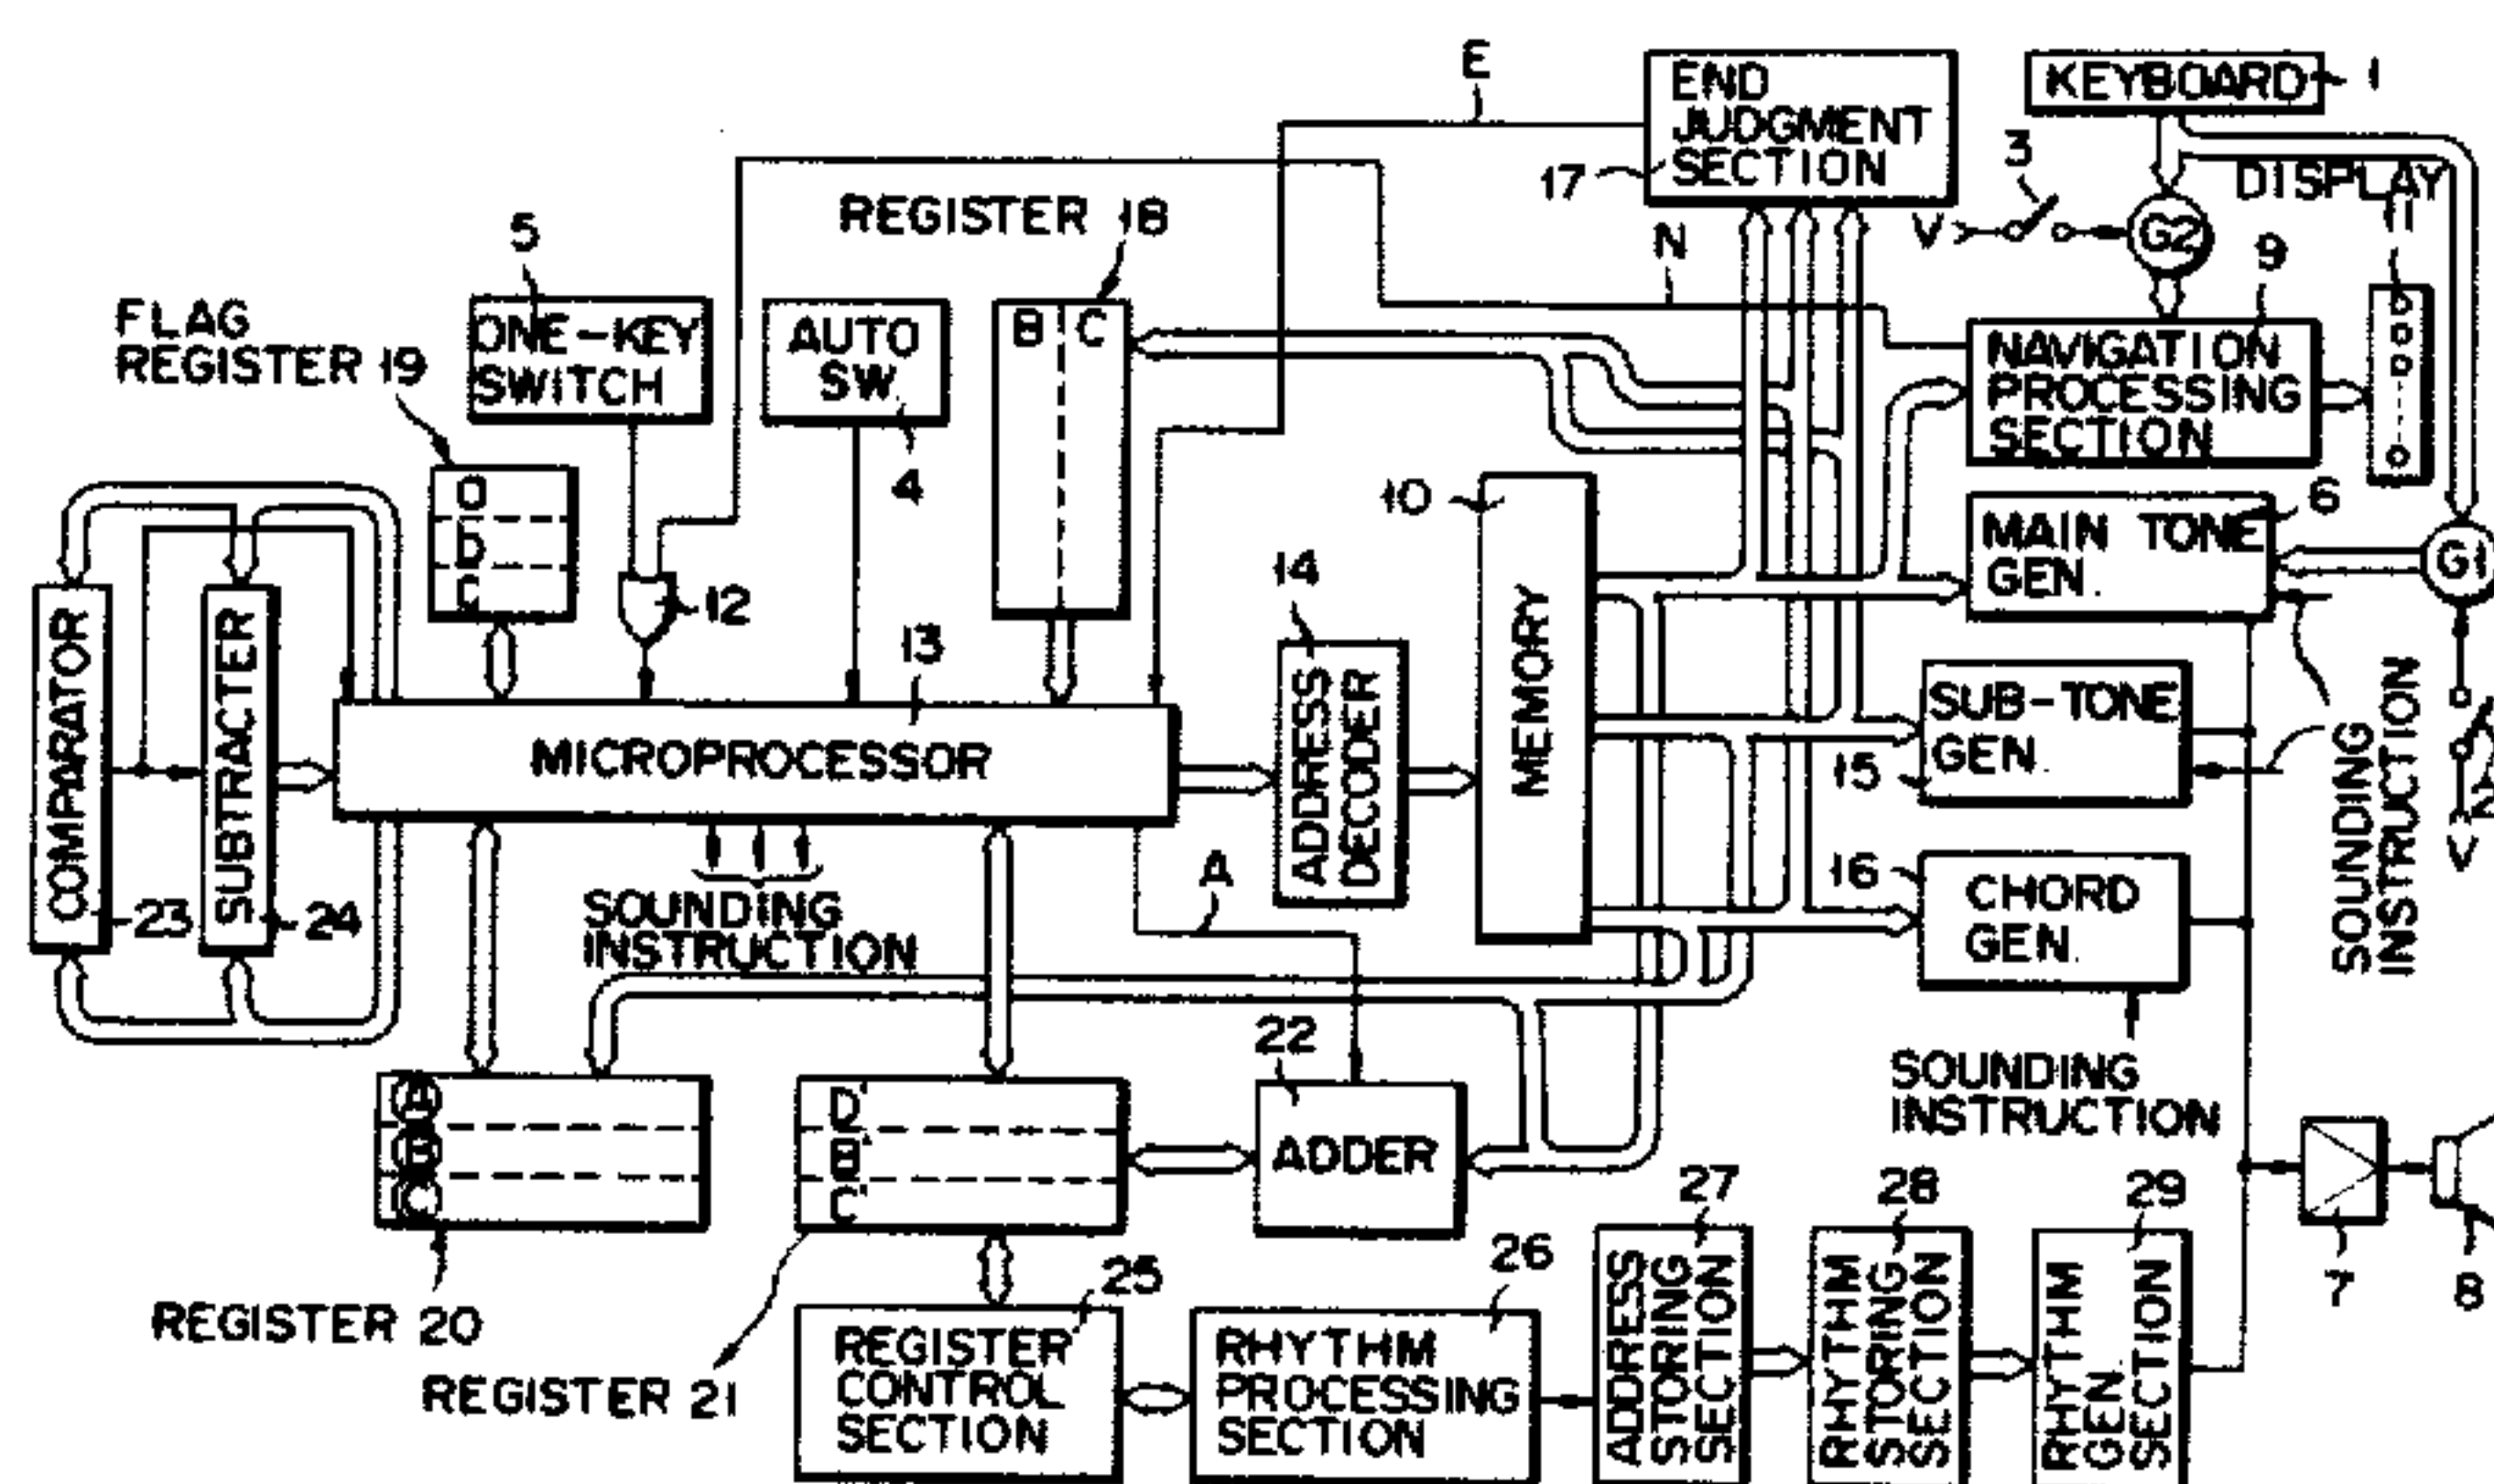 E
END
JUDGMENT
SECTION
17
KEYBOARD
1
3
DISPLAY
11
V
G2
9
N
REGISTER 18
5
FLAG
REGISTER 19
ONE-KEY
SWITCH
AUTO
SW.
4
B C
NAVIGATION
PROCESSING
SECTION
10
MAIN TONE
GEN.
6
G1
O
D
C
12
14
13
COMPARATOR
23
SUBTRACTER
24
MICROPROCESSOR
ADDRESS
DECODER
MEMORY
SUB-TONE
GEN.
15
SOUNDING
INSTRUCTION
2
V
CHORD
GEN.
16
SOUNDING
INSTRUCTION
A
SOUNDING
INSTRUCTION
22
A
B
C
D'
B'
C'
ADDER
REGISTER 20
REGISTER 21
25
REGISTER
CONTROL
SECTION
26
RHYTHM
PROCESSING
SECTION
27
ADDRESS
STORING
SECTION
28
RHYTHM
STORING
SECTION
29
RHYTHM
GEN.
SECTION
7
8